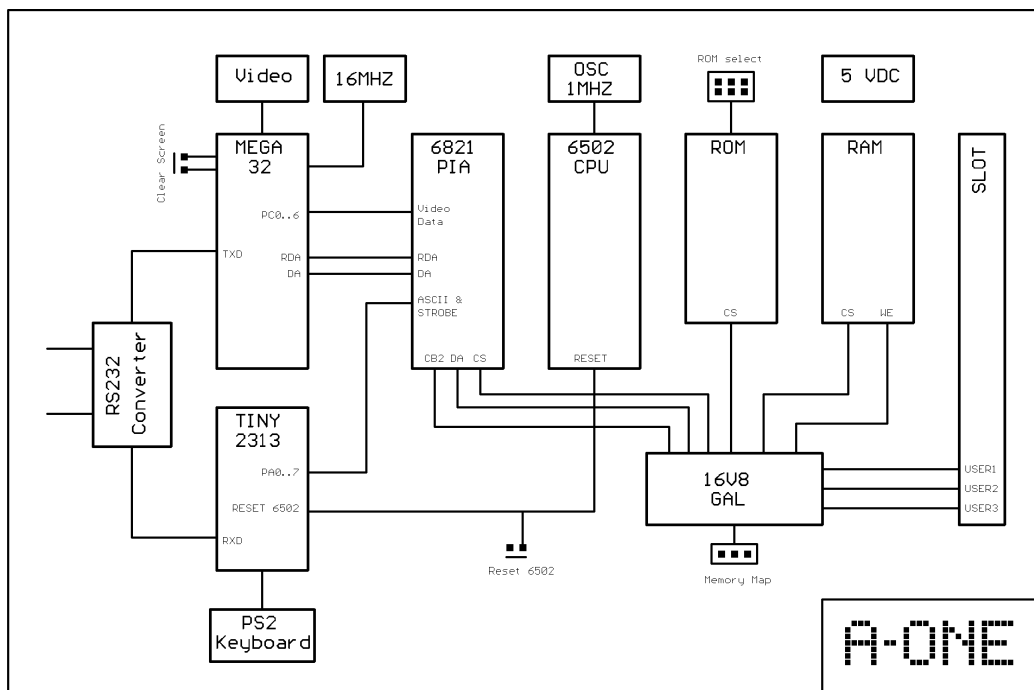 Video
16MHZ
OSC
1MHZ
ROM select
5 VDC
Clear Screen
MEGA
32
PC0..6
TXD
RDA
DA
6821
PIA
Video
Data
RDA
DA
ASCII &
STROBE
CB2 DA CS
6502
CPU
RESET
ROM
CS
RAM
CS WE
SLOT
USER1
USER2
USER3
RS232
Converter
TINY
2313
PA0..7
RESET 6502
RXD
Reset 6502
16V8
GAL
Memory Map
PS2
Keyboard
A-ONE